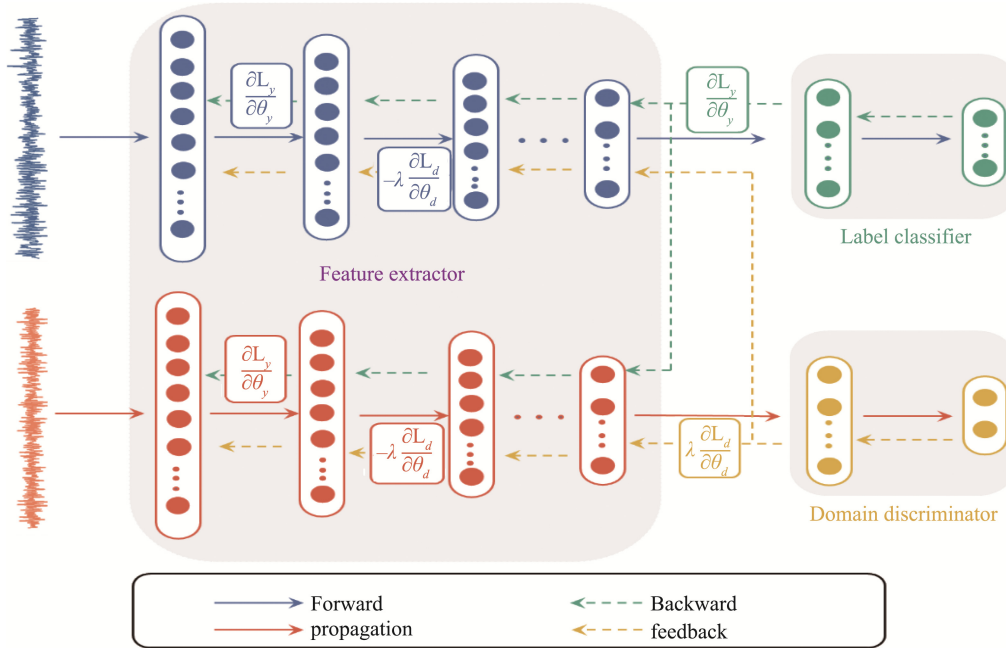 ∂L_y
∂θ_y
∂L_y
∂θ_y
−λ ∂L_d
∂θ_d
Label classifier
Feature extractor
∂L_y
∂θ_y
−λ ∂L_d
∂θ_d
λ ∂L_d
∂θ_d
Domain discriminator
Forward
propagation
Backward
feedback